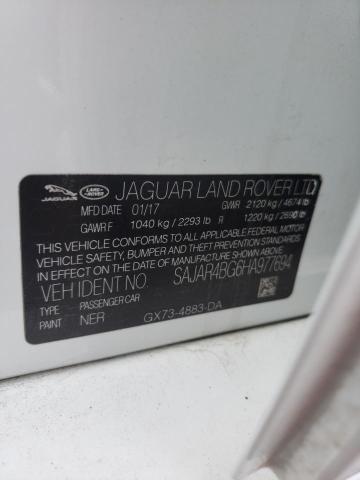 JAGUAR LAND ROVER JAGUAR LAND ROVER LTD
MFD DATE 01/17 GVWR 2120 kg / 4674 lb
GAWR F 1040 kg / 2293 lb R 1220 kg / 2690 lb
THIS VEHICLE CONFORMS TO ALL APPLICABLE FEDERAL MOTOR
VEHICLE SAFETY, BUMPER AND THEFT PREVENTION STANDARDS
IN EFFECT ON THE DATE OF MANUFACTURE SHOWN ABOVE.
VEH IDENT NO. SAJAR4BG6HA977694
TYPE PASSENGER CAR
PAINT NER GX73-4883-DA